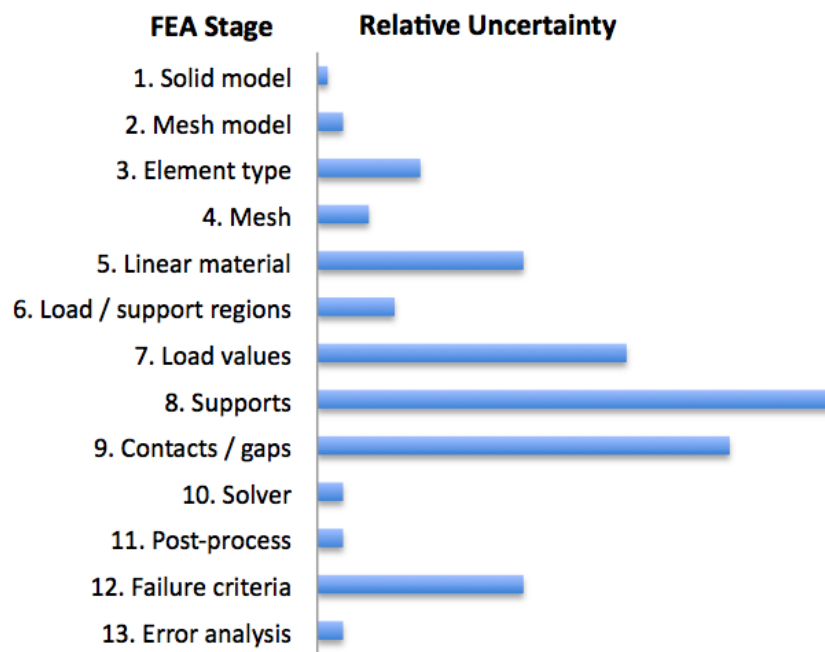 FEA Stage Relative Uncertainty
1. Solid model
2. Mesh model
3. Element type
4. Mesh
5. Linear material
6. Load / support regions
7. Load values
8. Supports
9. Contacts / gaps
10. Solver
11. Post-process
12. Failure criteria
13. Error analysis